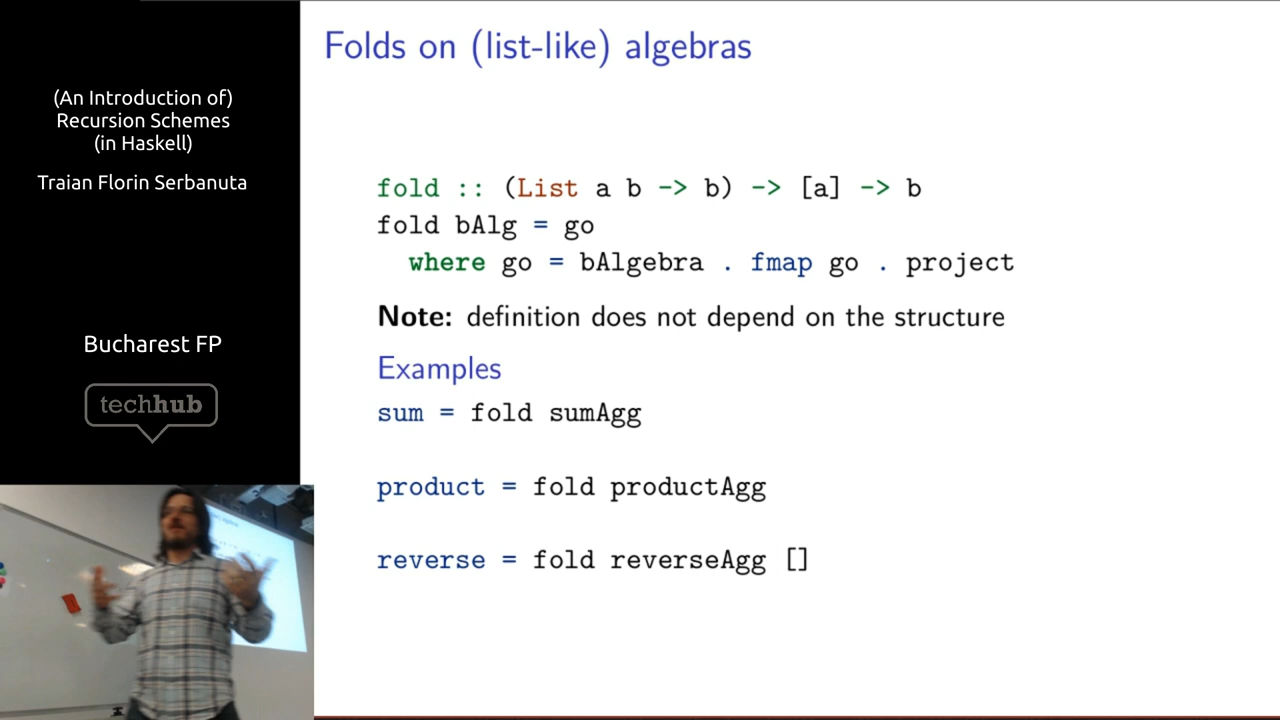 (An Introduction of)
Recursion Schemes
(in Haskell)
Traian Florin Serbanuta
Bucharest FP
techhub
Folds on (list-like) algebras
fold :: (List a b -> b) -> [a] -> b
fold bAlg = go
where go = bAlgebra . fmap go . project
Note: definition does not depend on the structure
Examples
sum = fold sumAgg
product = fold productAgg
reverse = fold reverseAgg []